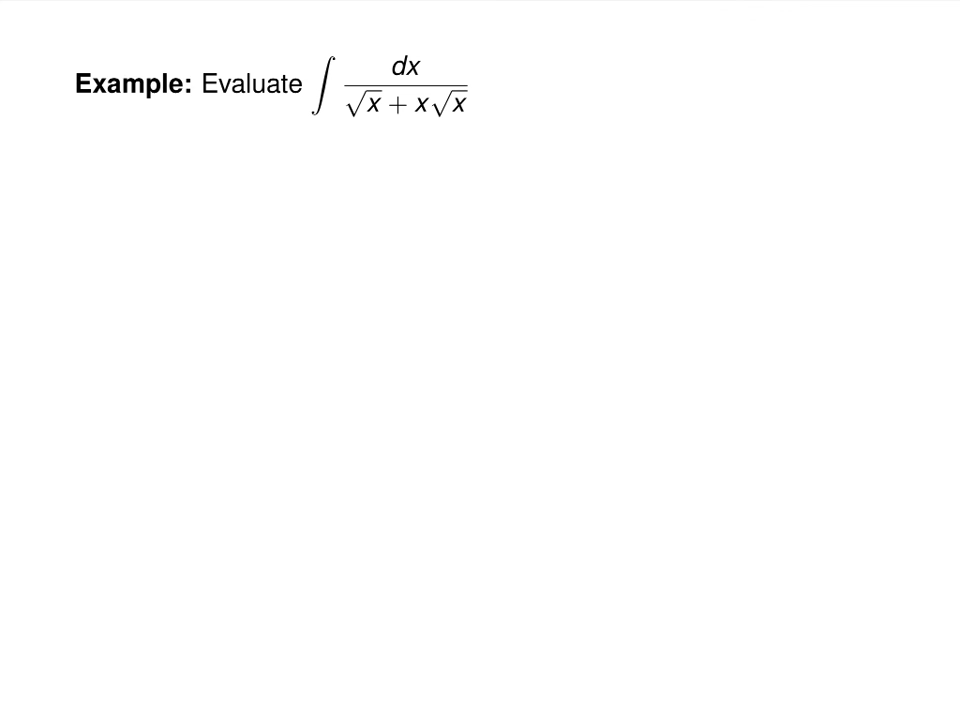 Example: Evaluate ∫ dx / (√x + x√x)